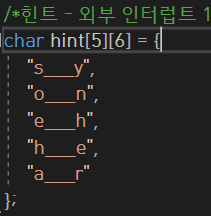 /*힌트 - 외부 인터럽트 1
char hint[5][6] = {
"s___y",
"o___n",
"e___h",
"h___e",
"a___r"
};